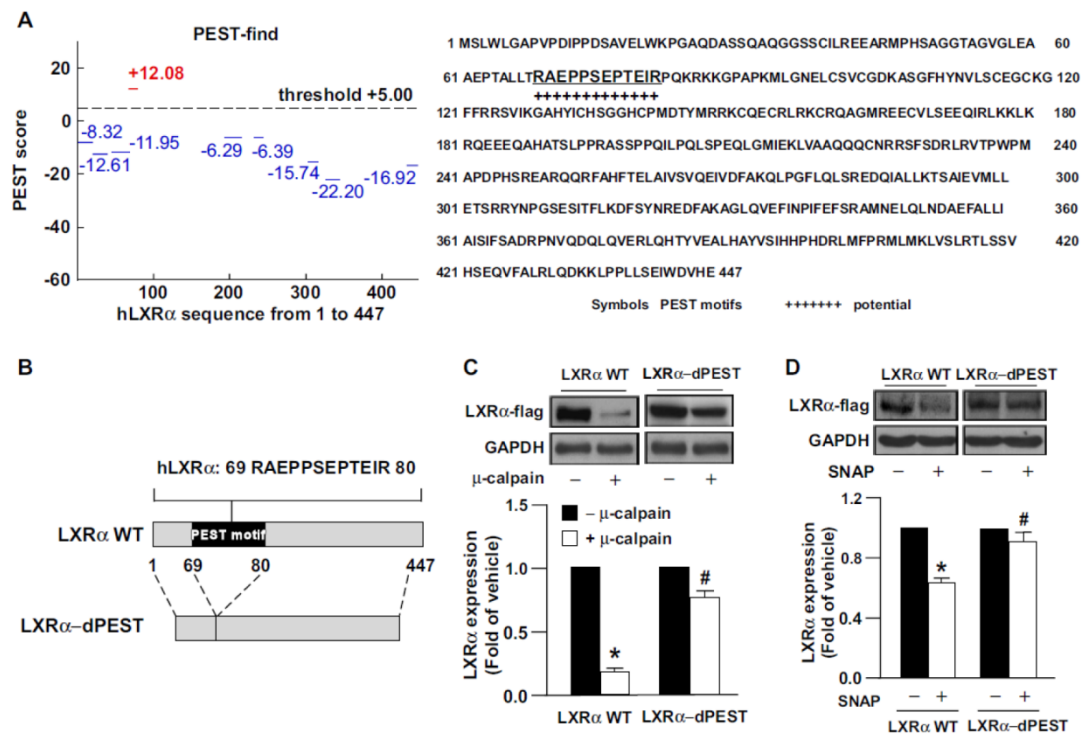 A
PEST-find
20
0
-20
-40
-60
PEST score
+12.08
threshold +5.00
-8.32
-12.61
-11.95
-6.29
-6.39
-15.74
-22.20
-16.92
100 200 300 400
hLXRα sequence from 1 to 447
1 MSLWLGAPVPDIPPDSAVELWKPGAQDASSQAQGGSSCILREEARMPHSAGGTAGVGLEA 60
61 AEPTALLTRAEPPSEPTEIRPQKRKKGPAPKMLGNELCSVCGDKASGFHYNVLSCEGCKG 120
+++++++++++++
121 FFRRSVIKGAHYICHSGGHCPMDTYMRRKCQECRLRKCRQAGMREECVLSEEQIRLKKLK 180
181 RQEEEQAHATSLPPRASSPPQILPQLSPEQLGMIEKLVAAQQQCNRRSFSDRLRVTPWPM 240
241 APDPHSREARQQRFAHFTELAIVSVQEIVDFAKQLPGFLQLSREDQIALLKTSAIEVMLL 300
301 ETSRRYNPGSESITFLKDFSYNREDFAKAGLQVEFINPIFEFSRAMNELQLNDAEFALLI 360
361 AISIFSADRPNVQDQLQVERLQHTYVEALHAYVSIHHPHDRLMFPRMLMKLVSLRTLSSV 420
421 HSEQVFALRLQDKKLPPLLSEIWDVHE 447
Symbols PEST motifs +++++++ potential
B
hLXRα: 69 RAEPPSEPTEIR 80
LXRα WT
PEST motif
1 69 80 447
LXRα–dPEST
C
LXRα WT LXRα–dPEST
LXRα-flag
GAPDH
μ-calpain – + – +
1.5
1.0
0.5
0.0
LXRα expression
(Fold of vehicle)
– μ-calpain
+ μ-calpain
*
#
LXRα WT LXRα–dPEST
D
LXRα WT LXRα–dPEST
LXRα-flag
GAPDH
SNAP – + – +
1.2
0.8
0.4
0.0
LXRα expression
(Fold of vehicle)
*
#
SNAP – + – +
LXRα WT LXRα–dPEST